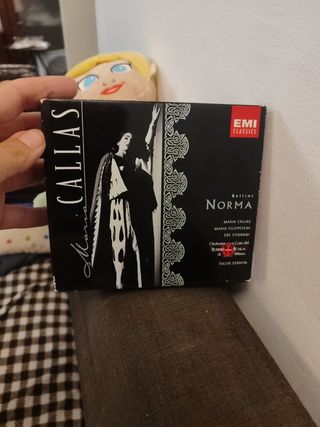 Maria CALLAS
EMI
CLASSICS
Bellini
NORMA
MARIA CALLAS
MARIO FILIPPESCHI
EBE STIGNANI
Orchestra e Coro del
TEATRO ALLA SCALA
di Milano
TULLIO SERAFIN